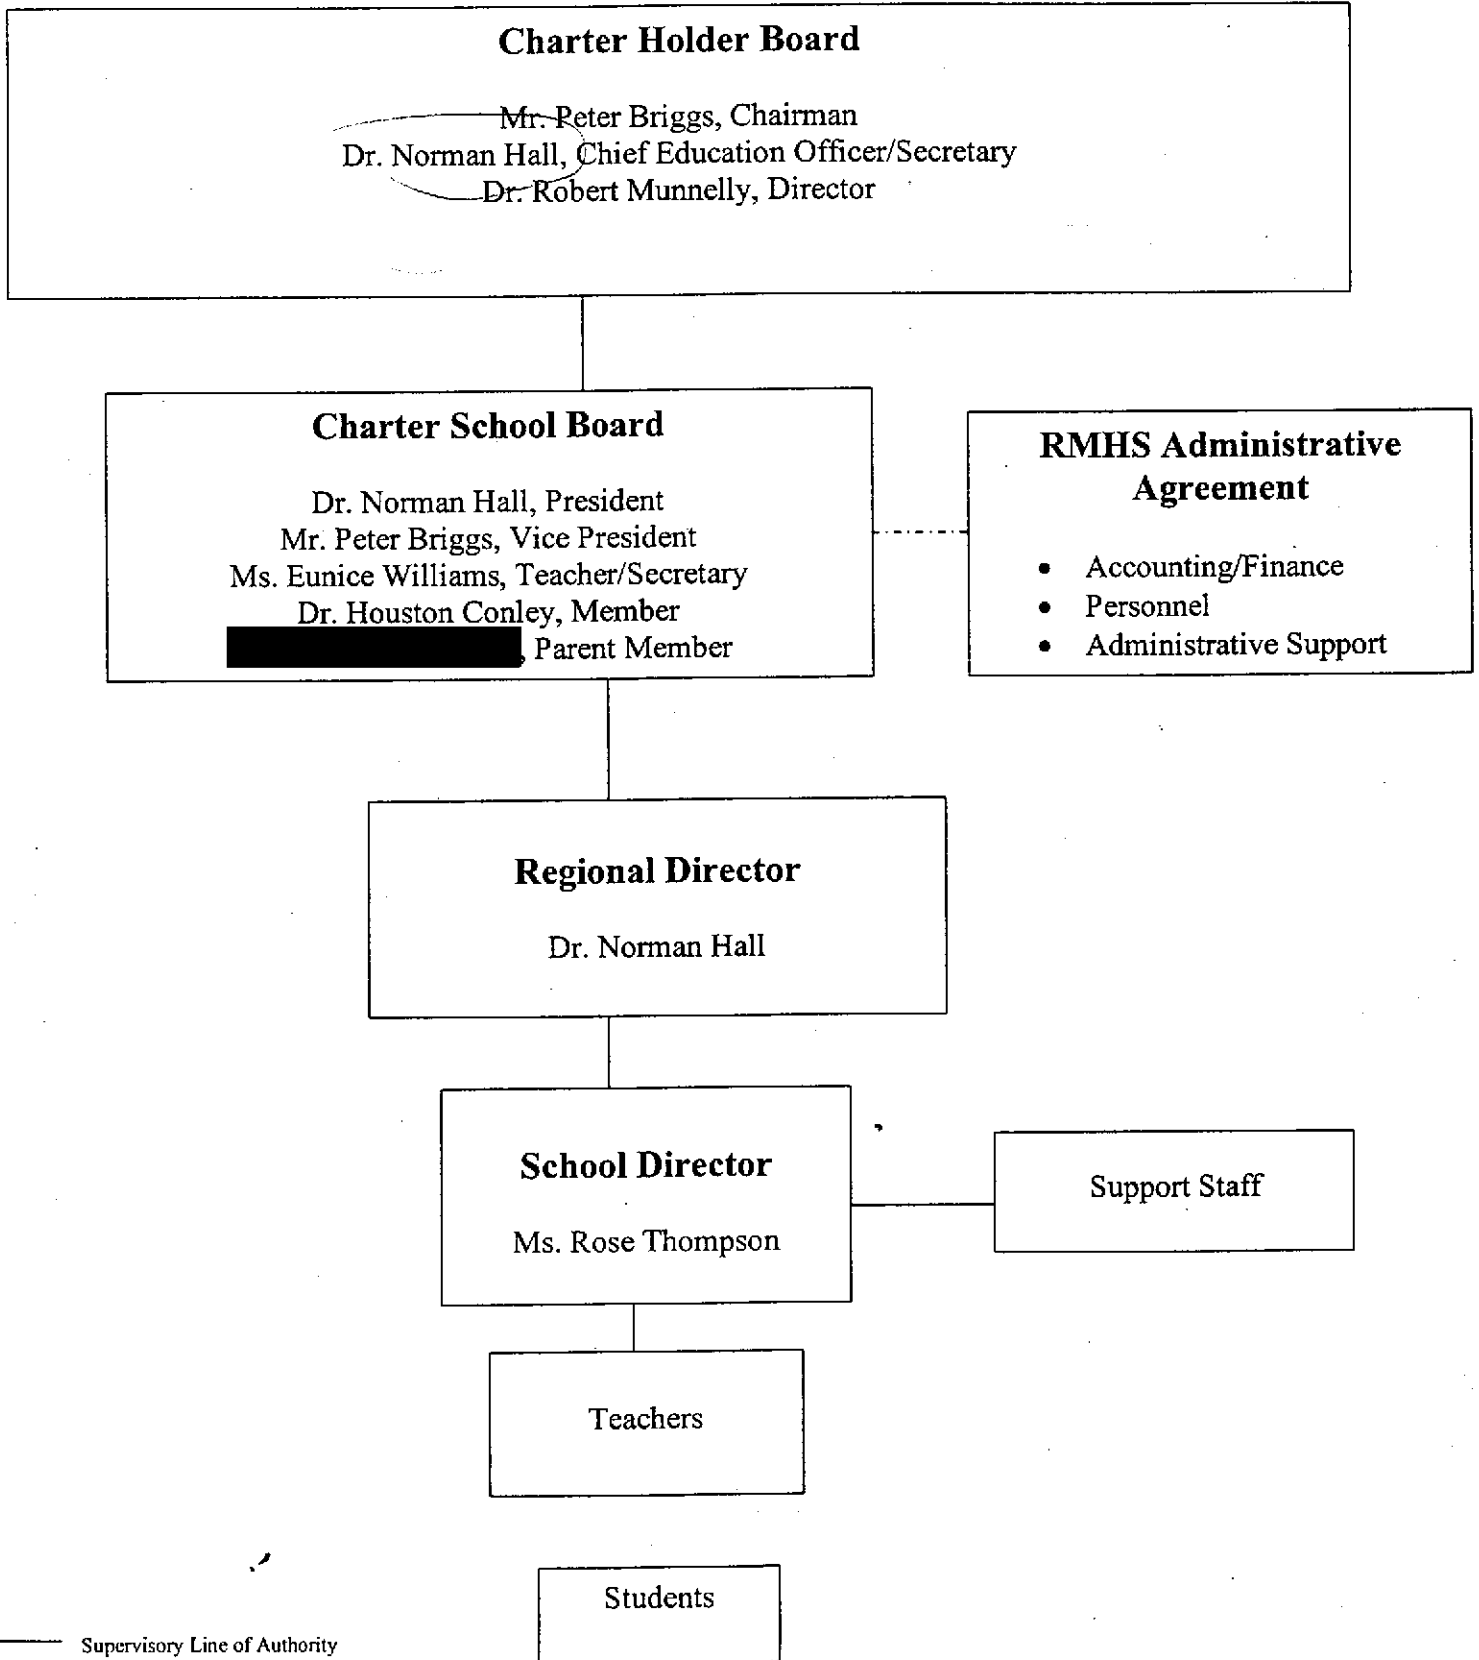 Charter Holder Board
Mr. Peter Briggs, Chairman
Dr. Norman Hall, Chief Education Officer/Secretary
Dr. Robert Munnelly, Director
Charter School Board
Dr. Norman Hall, President
Mr. Peter Briggs, Vice President
Ms. Eunice Williams, Teacher/Secretary
Dr. Houston Conley, Member
, Parent Member
RMHS Administrative
Agreement
• Accounting/Finance
• Personnel
• Administrative Support
Regional Director
Dr. Norman Hall
School Director
Ms. Rose Thompson
Support Staff
Teachers
Students
Supervisory Line of Authority